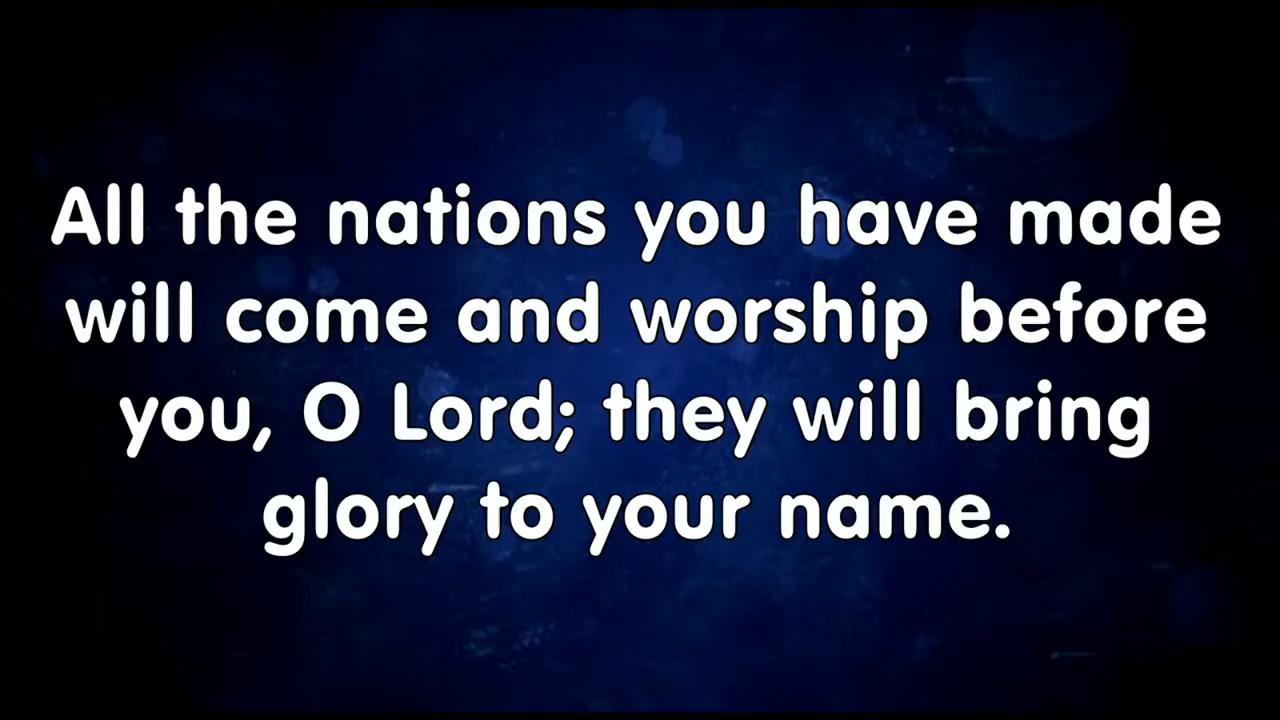 All the nations you have made
will come and worship before
you, O Lord; they will bring
glory to your name.